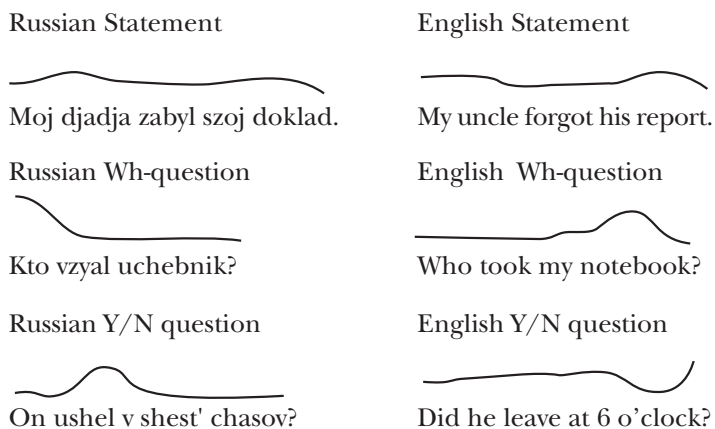 Russian Statement
English Statement
Moj djadja zabyl szoj doklad.
My uncle forgot his report.
Russian Wh-question
English Wh-question
Kto vzyal uchebnik?
Who took my notebook?
Russian Y/N question
English Y/N question
On ushel v shest' chasov?
Did he leave at 6 o’clock?